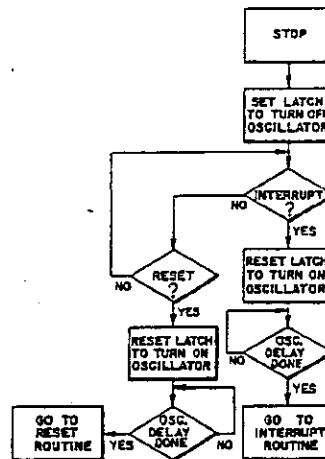 STOP
SET LATCH
TO TURN OFF
OSCILLATOR
INTERRUPT
?
NO
YES
RESET LATCH
TO TURN ON
OSCILLATOR
RESET
?
NO
YES
RESET LATCH
TO TURN ON
OSCILLATOR
OSC.
DELAY
DONE
NO
YES
OSC.
DELAY
DONE
YES
NO
GO TO
RESET
ROUTINE
GO TO
INTERRUPT
ROUTINE